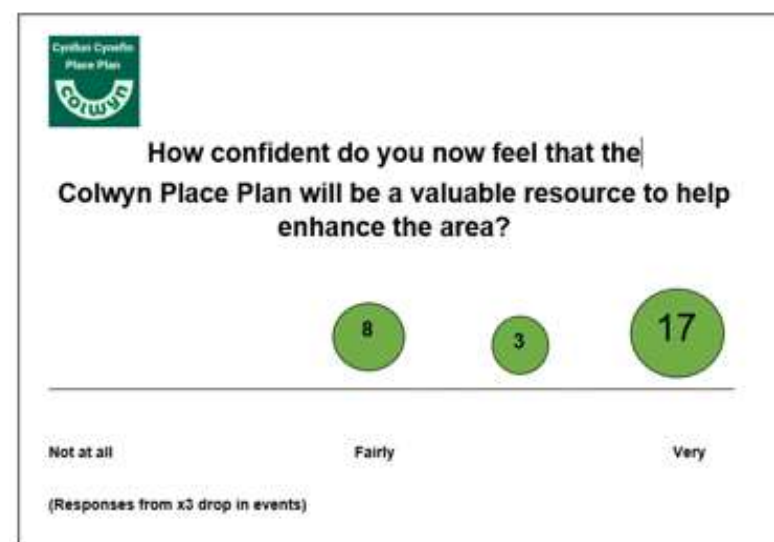 Cynllun Cynefin
Place Plan
COLWYN
How confident do you now feel that the
Colwyn Place Plan will be a valuable resource to help
enhance the area?
8
3
17
Not at all
Fairly
Very
(Responses from x3 drop in events)